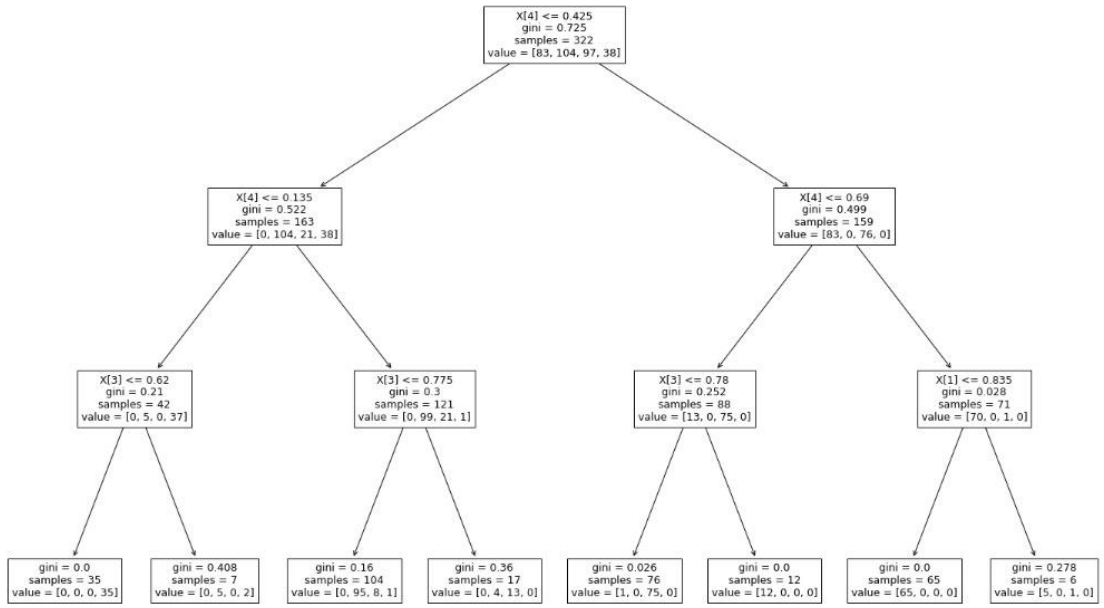 X[4] <= 0.425
gini = 0.725
samples = 322
value = [83, 104, 97, 38]
X[4] <= 0.135
gini = 0.522
samples = 163
value = [0, 104, 21, 38]
X[4] <= 0.69
gini = 0.499
samples = 159
value = [83, 0, 76, 0]
X[3] <= 0.62
gini = 0.21
samples = 42
value = [0, 5, 0, 37]
X[3] <= 0.775
gini = 0.3
samples = 121
value = [0, 99, 21, 1]
X[3] <= 0.78
gini = 0.252
samples = 88
value = [13, 0, 75, 0]
X[1] <= 0.835
gini = 0.028
samples = 71
value = [70, 0, 1, 0]
gini = 0.0
samples = 35
value = [0, 0, 0, 35]
gini = 0.408
samples = 7
value = [0, 5, 0, 2]
gini = 0.16
samples = 104
value = [0, 95, 8, 1]
gini = 0.36
samples = 17
value = [0, 4, 13, 0]
gini = 0.026
samples = 76
value = [1, 0, 75, 0]
gini = 0.0
samples = 12
value = [12, 0, 0, 0]
gini = 0.0
samples = 65
value = [65, 0, 0, 0]
gini = 0.278
samples = 6
value = [5, 0, 1, 0]